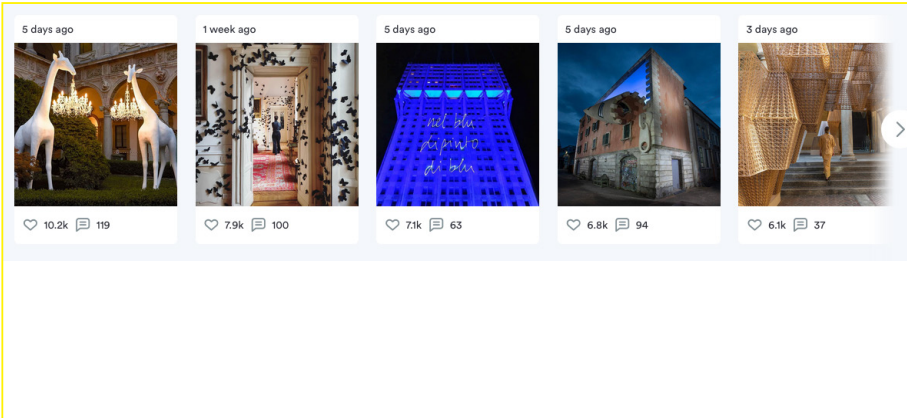 5 days ago
1 week ago
5 days ago
5 days ago
3 days ago
nel blu
dipinto
di blu
10.2k 119
7.9k 100
7.1k 63
6.8k 94
6.1k 37